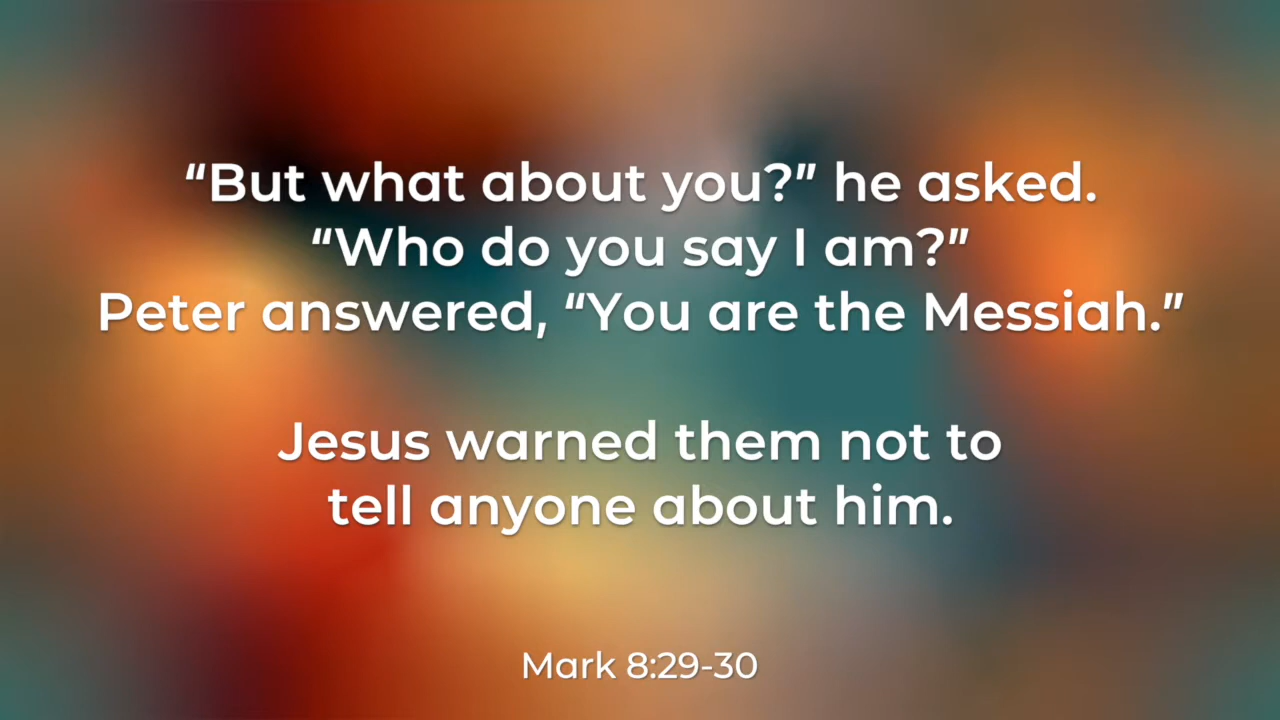 “But what about you?” he asked.
“Who do you say I am?”
Peter answered, “You are the Messiah.”
Jesus warned them not to
tell anyone about him.
Mark 8:29-30